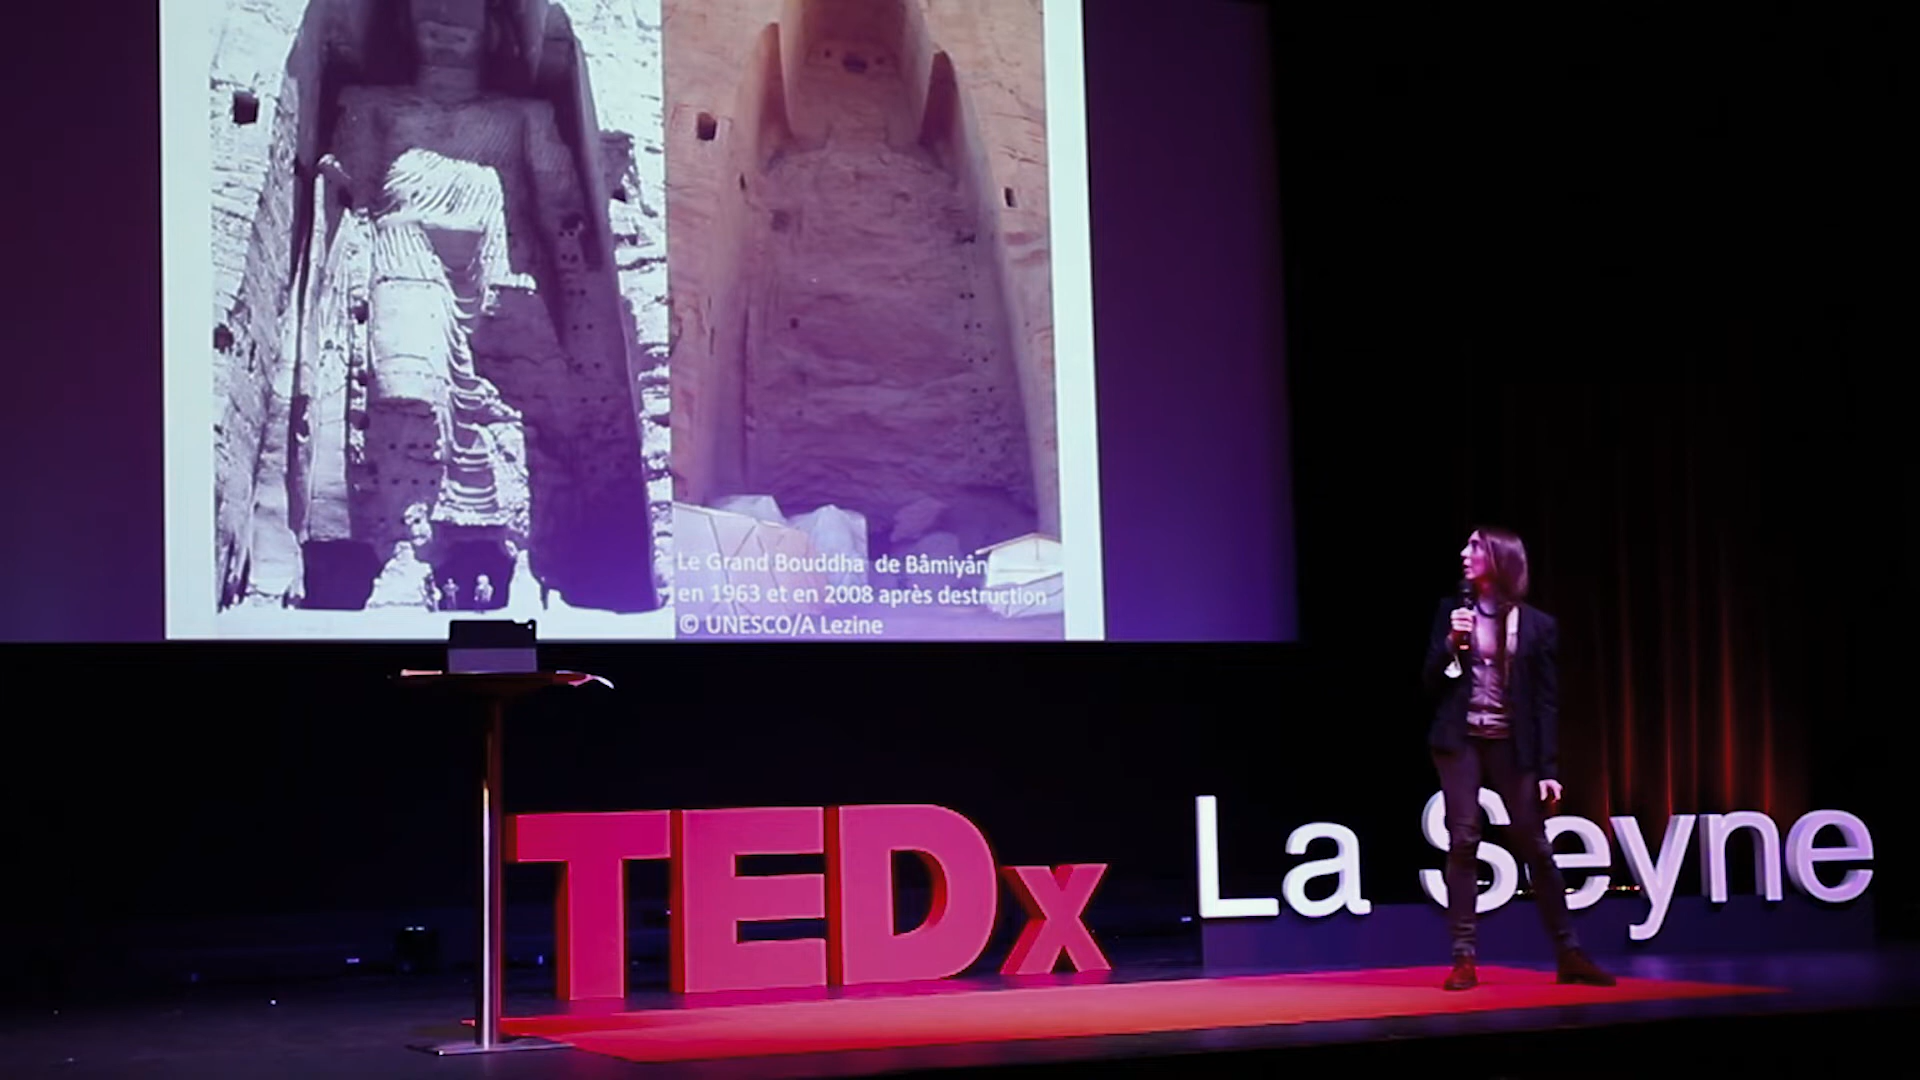 Le Grand Bouddha de Bâmiyân
en 1963 et en 2008 après destruction
© UNESCO/A Lezine
TEDx La Seyne